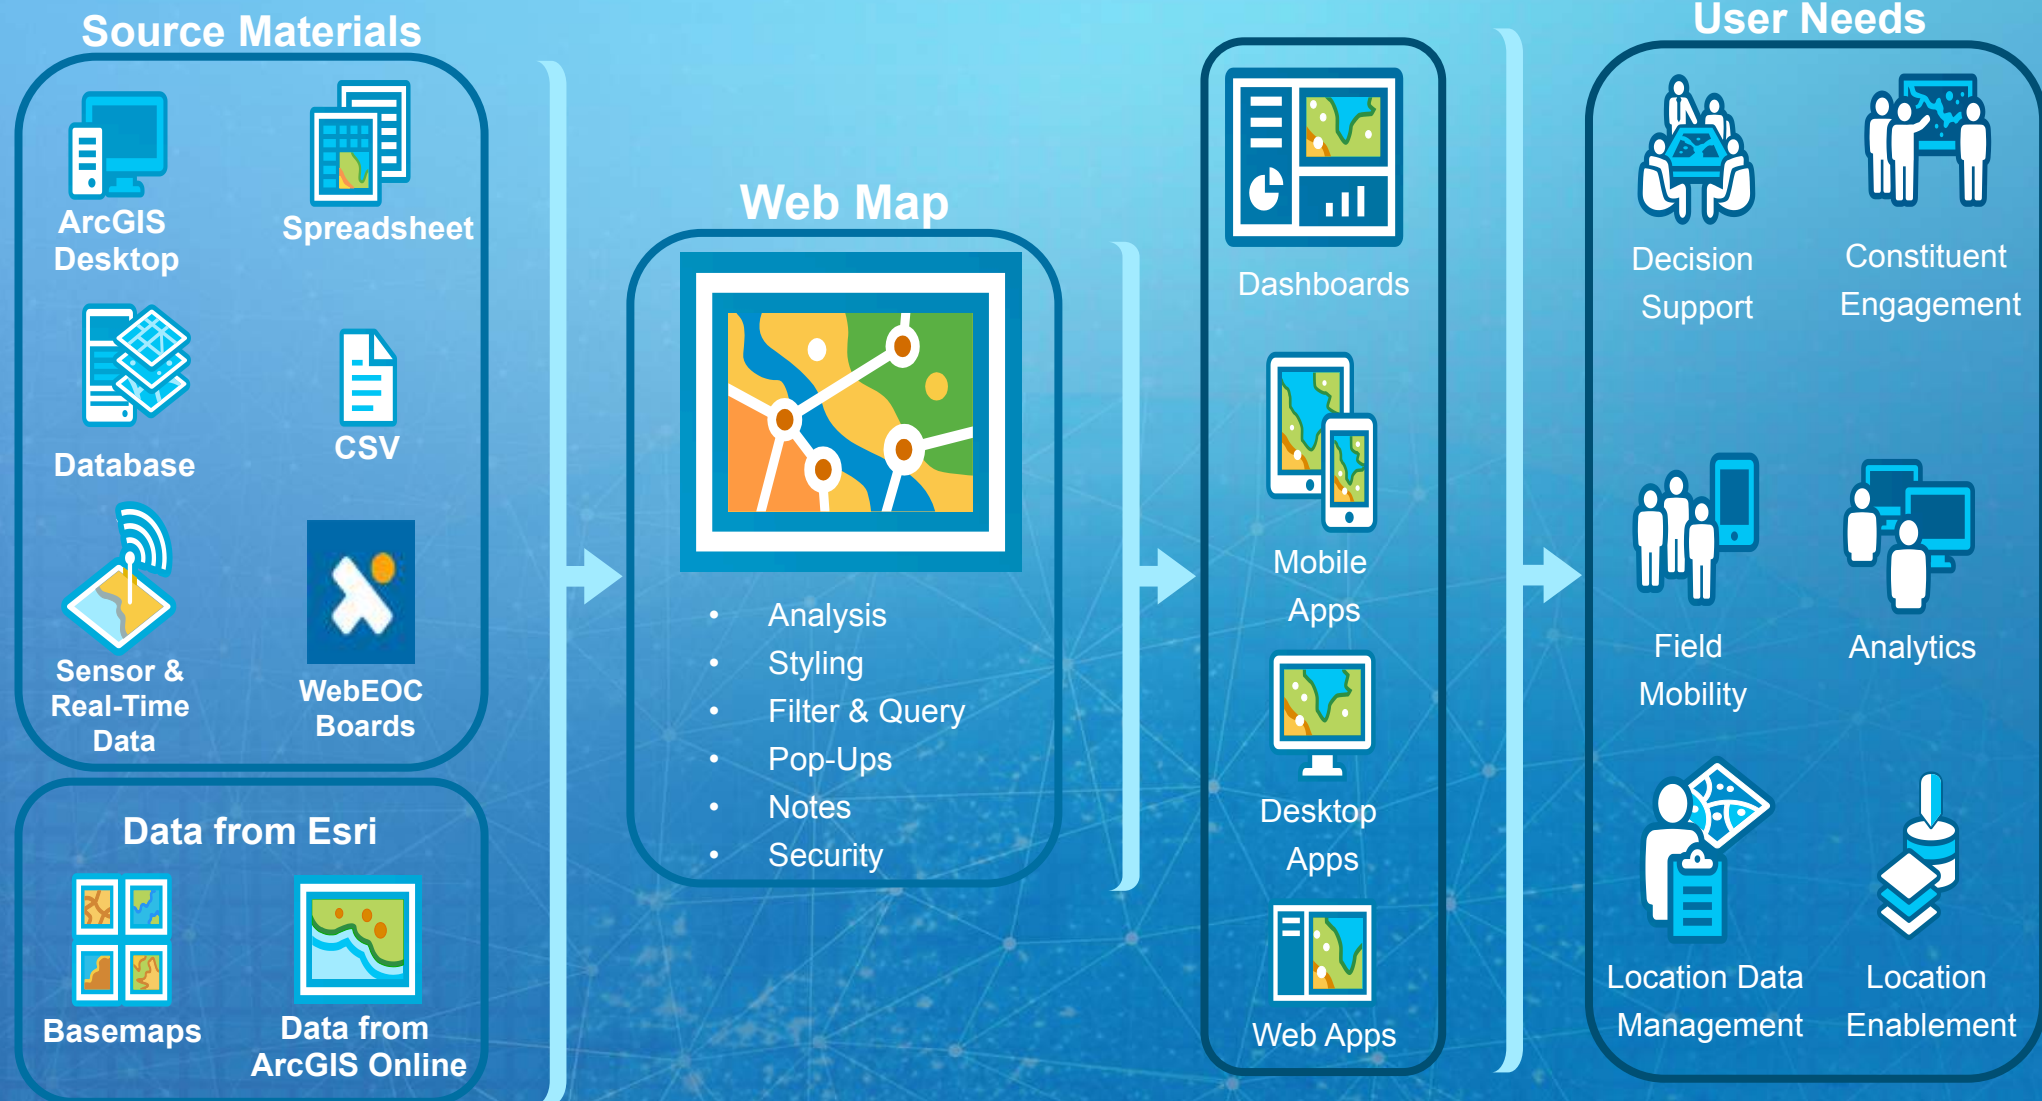 Source Materials
ArcGIS
Desktop
Spreadsheet
Database
CSV
Sensor &
Real-Time
Data
WebEOC
Boards
Data from Esri
Basemaps
Data from
ArcGIS Online
Web Map
• Analysis
• Styling
• Filter & Query
• Pop-Ups
• Notes
• Security
Dashboards
Mobile
Apps
Desktop
Apps
Web Apps
User Needs
Decision
Support
Constituent
Engagement
Field
Mobility
Analytics
Location Data
Management
Location
Enablement